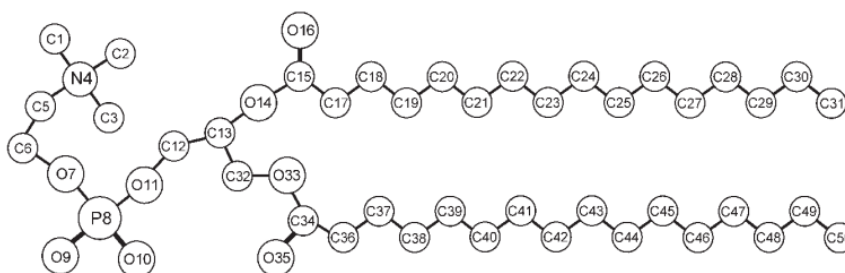 O16
C1 C2
N4 C15 C18 C20 C22 C24 C26 C28 C30
C5 C3 O14 C17 C19 C21 C23 C25 C27 C29 C31
C6 C12 C13
O7 O11 C32 O33
P8 C34 C37 C39 C41 C43 C45 C47 C49
O9 O10 O35 C36 C38 C40 C42 C44 C46 C48